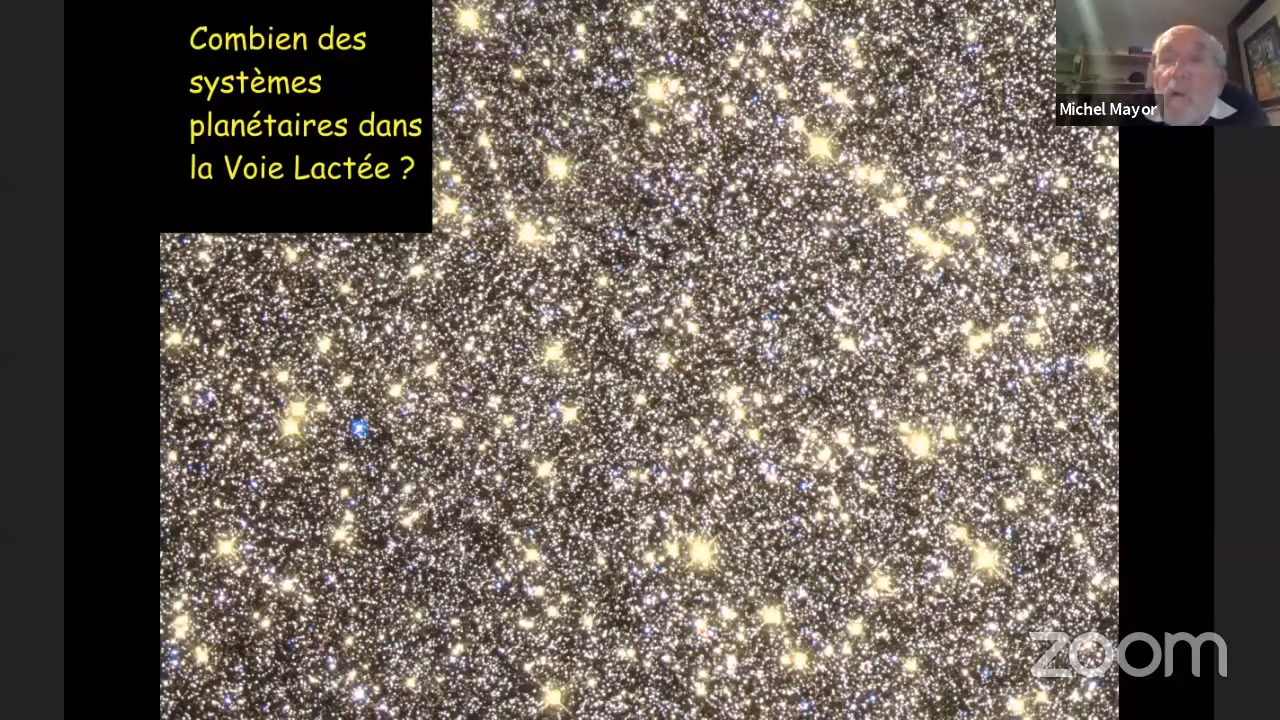 Combien des
systèmes
planétaires dans
la Voie Lactée ?
Michel Mayor
zoom